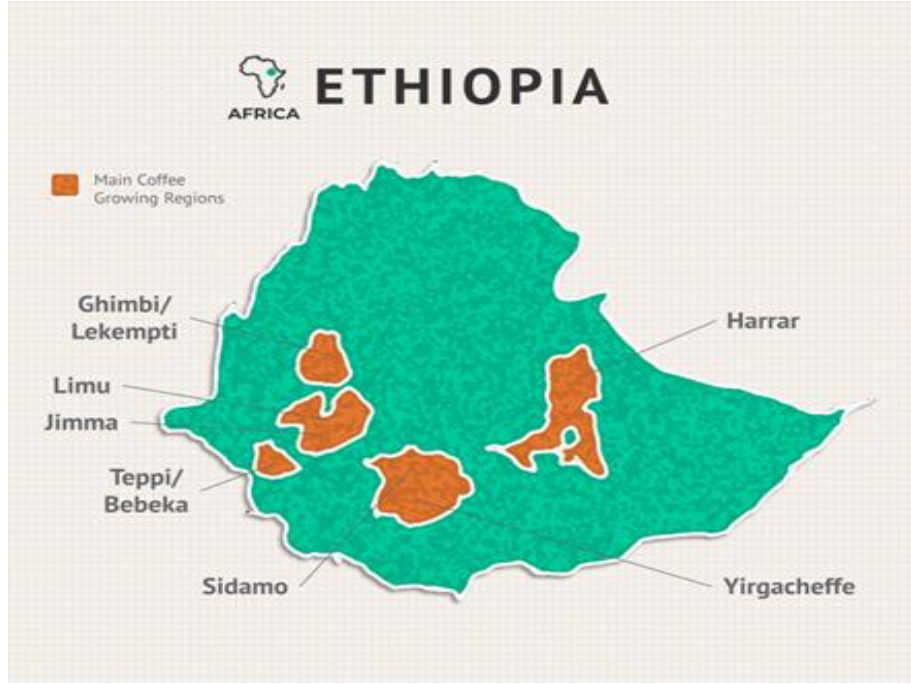 ETHIOPIA
AFRICA
Main Coffee
Growing Regions
Ghimbi/
Lekempti
Harrar
Limu
Jimma
Teppi/
Bebeka
Sidamo
Yirgacheffe